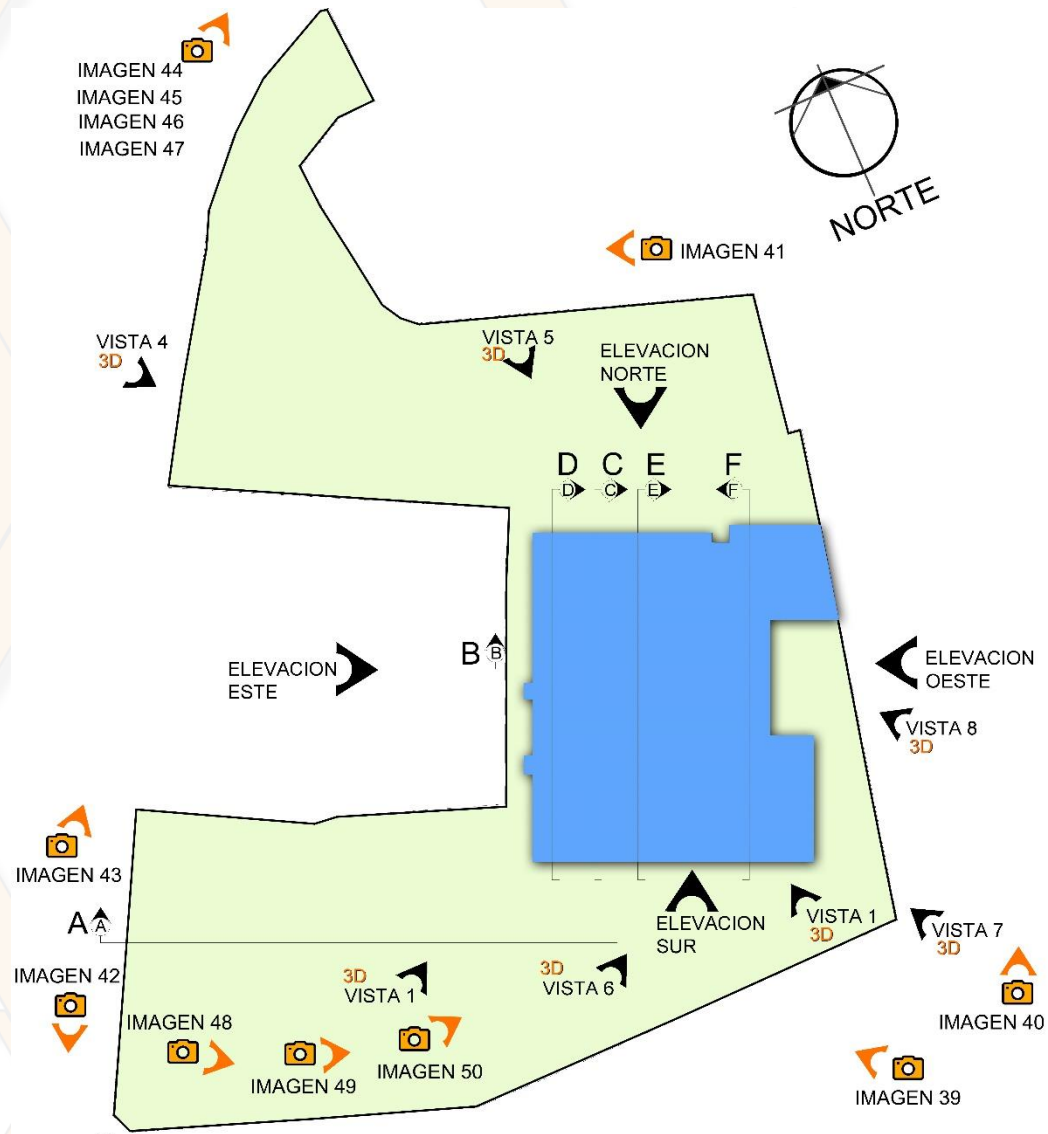 IMAGEN 44
IMAGEN 45
IMAGEN 46
IMAGEN 47
NORTE
IMAGEN 41
VISTA 4
3D
VISTA 5
3D
ELEVACION
NORTE
D C E F
D C E F
B B
ELEVACION
ESTE
ELEVACION
OESTE
VISTA 8
3D
IMAGEN 43
A A
ELEVACION
SUR
VISTA 1
3D
VISTA 7
3D
IMAGEN 42
3D
VISTA 1
3D
VISTA 6
IMAGEN 48
IMAGEN 49
IMAGEN 50
IMAGEN 40
IMAGEN 39